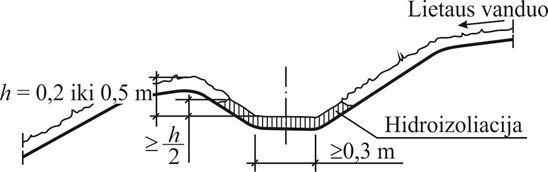 Lietaus vanduo
h = 0,2 iki 0,5 m
≥ h/2
Hidroizoliacija
≥0,3 m